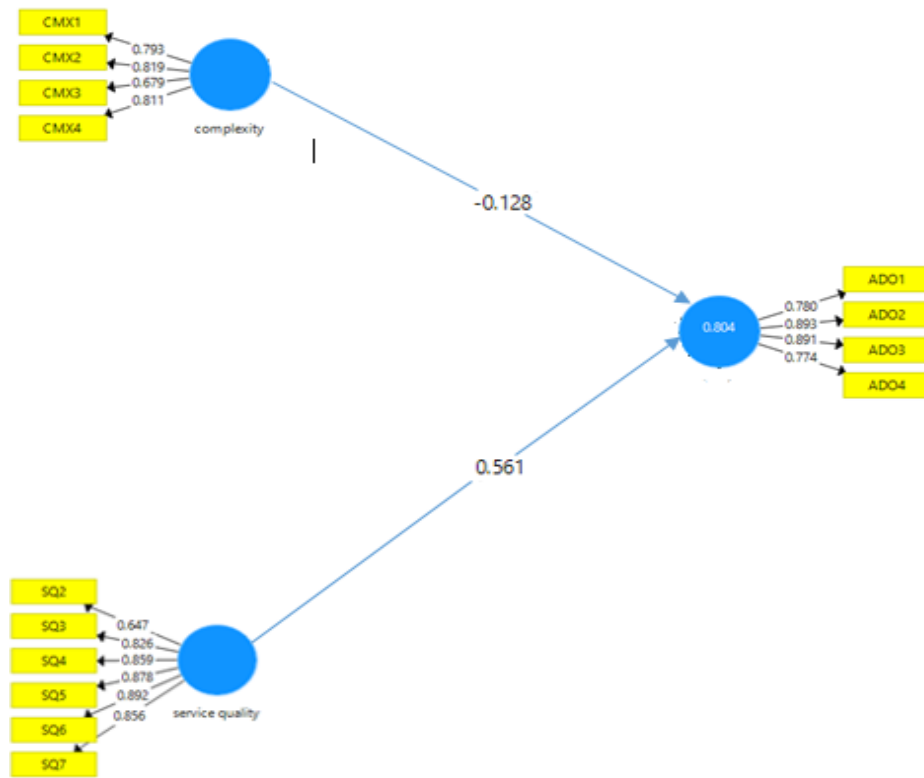 CMX1
CMX2
CMX3
CMX4
0.793
0.819
0.679
0.811
complexity
-0.128
0.804
0.780
0.893
0.891
0.774
ADO1
ADO2
ADO3
ADO4
0.561
SQ2
SQ3
SQ4
SQ5
SQ6
SQ7
0.647
0.826
0.859
0.878
0.892
0.856
service quality